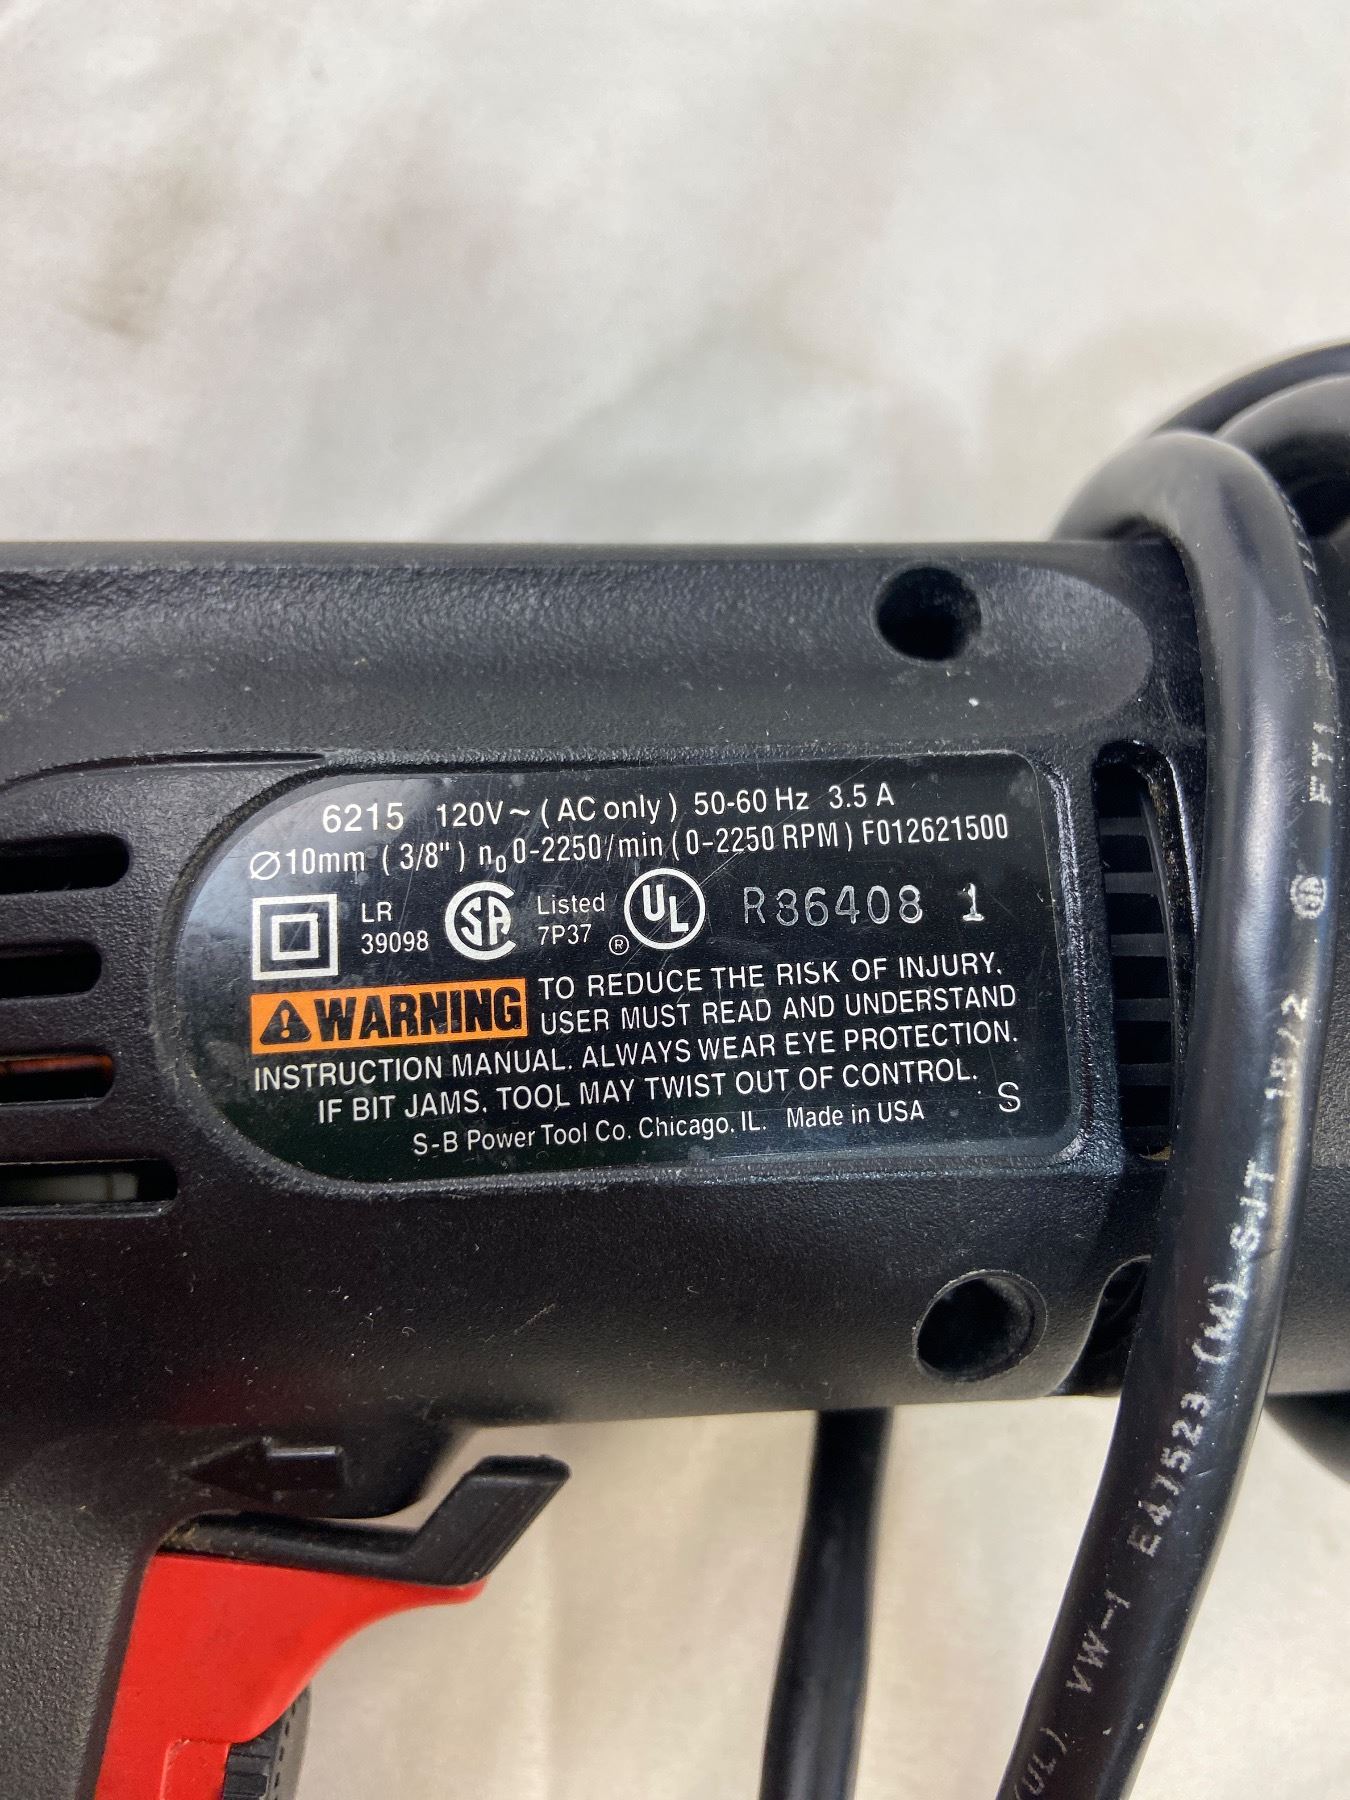 6215 120V~ (AC only) 50-60 Hz 3.5 A
Ø10mm (3/8") n0 0-2250/min (0-2250 RPM) F012621500
LR
39098
SA
Listed
7P37
®
UL
R36408 1
WARNING TO REDUCE THE RISK OF INJURY.
USER MUST READ AND UNDERSTAND
INSTRUCTION MANUAL. ALWAYS WEAR EYE PROTECTION.
IF BIT JAMS, TOOL MAY TWIST OUT OF CONTROL.
S-B Power Tool Co. Chicago, IL. Made in USA
S
(UL) VW-1 E47523 (M) SJT 18/2